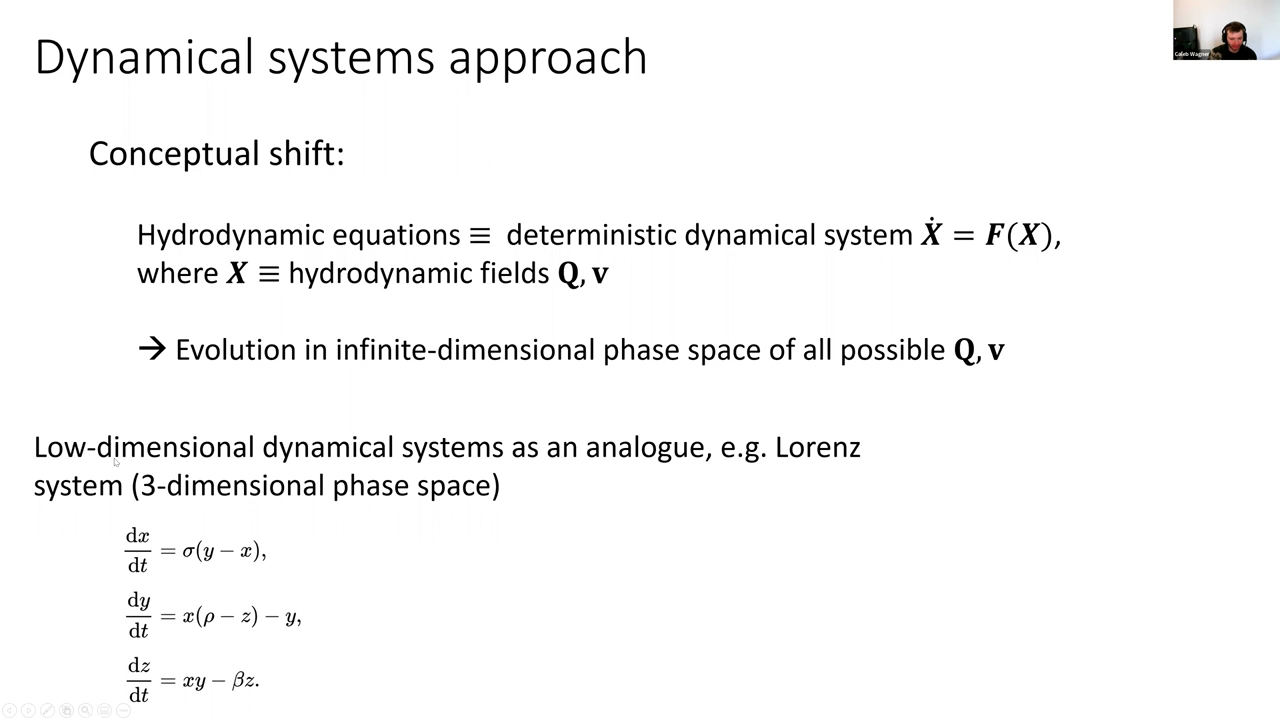 Dynamical systems approach
Caleb Wagner
Conceptual shift:
Hydrodynamic equations ≡ deterministic dynamical system Ẋ = F(X),
where X ≡ hydrodynamic fields Q, v
→ Evolution in infinite-dimensional phase space of all possible Q, v
Low-dimensional dynamical systems as an analogue, e.g. Lorenz
system (3-dimensional phase space)
dx/dt = σ(y − x),
dy/dt = x(ρ − z) − y,
dz/dt = xy − βz.